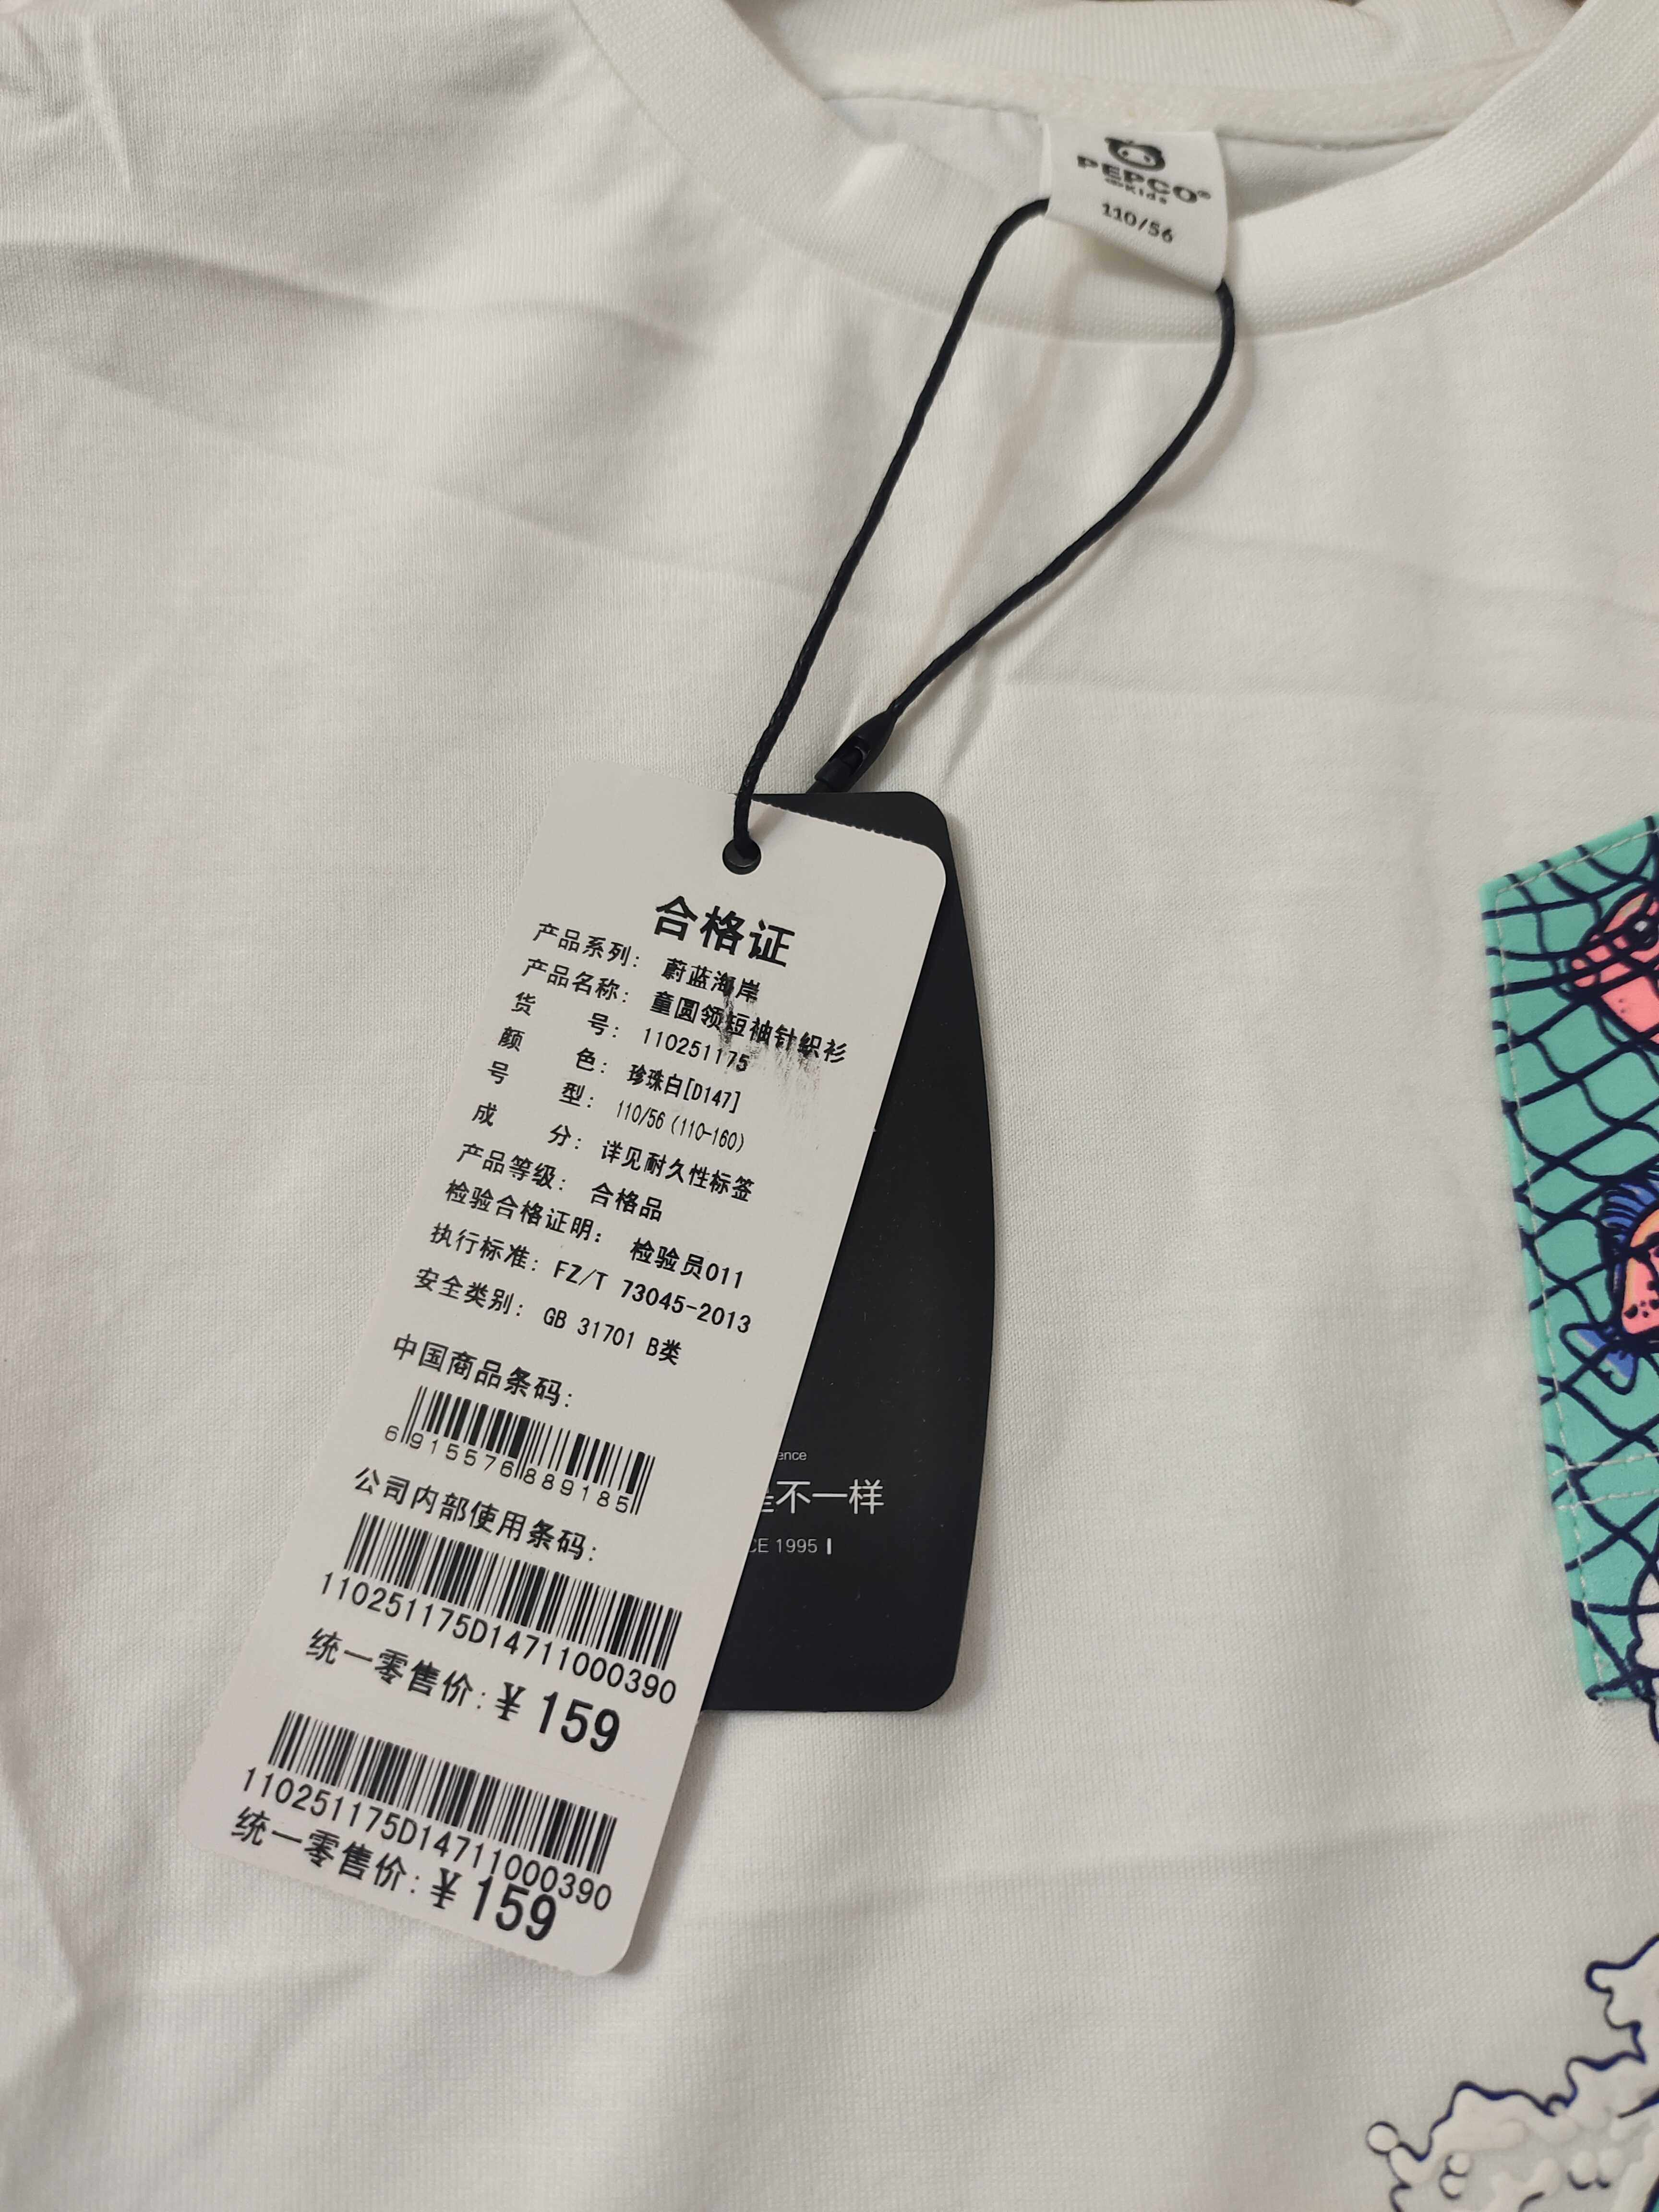 PEPCO®
kids
110/56
合格证
产品系列: 蔚蓝海岸
产品名称: 童圆领短袖针织衫
货 号: 110251175
颜 色: 珍珠白[D147]
号 型: 110/56 (110-160)
成 分: 详见耐久性标签
产品等级: 合格品
检验合格证明: 检验员011
执行标准: FZ/T 73045-2013
安全类别: GB 31701 B类
中国商品条码:
6915576889185
公司内部使用条码:
110251175D14711000390
统一零售价: ¥ 159
110251175D14711000390
统一零售价: ¥ 159
不一样
1995